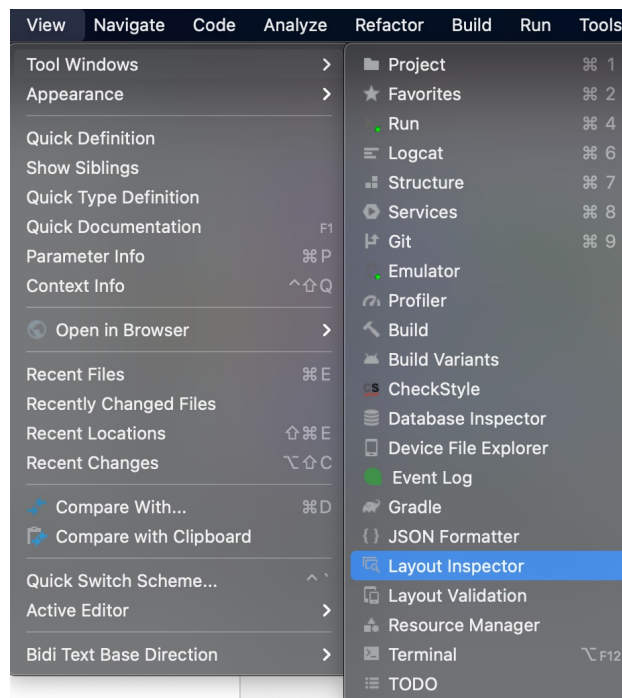 View Navigate Code Analyze Refactor Build Run Tools
Tool Windows >
Appearance >
Quick Definition
Show Siblings
Quick Type Definition
Quick Documentation F1
Parameter Info ⌘ P
Context Info ^⇧Q
Open in Browser >
Recent Files ⌘ E
Recently Changed Files
Recent Locations ⇧⌘ E
Recent Changes ⌥⇧C
Compare With... ⌘D
Compare with Clipboard
Quick Switch Scheme... ^ `
Active Editor >
Bidi Text Base Direction >
Project ⌘ 1
Favorites ⌘ 2
Run ⌘ 4
Logcat ⌘ 6
Structure ⌘ 7
Services ⌘ 8
Git ⌘ 9
Emulator
Profiler
Build
Build Variants
CS CheckStyle
Database Inspector
Device File Explorer
Event Log
Gradle
{} JSON Formatter
Layout Inspector
Layout Validation
Resource Manager
Terminal ⌥F12
TODO